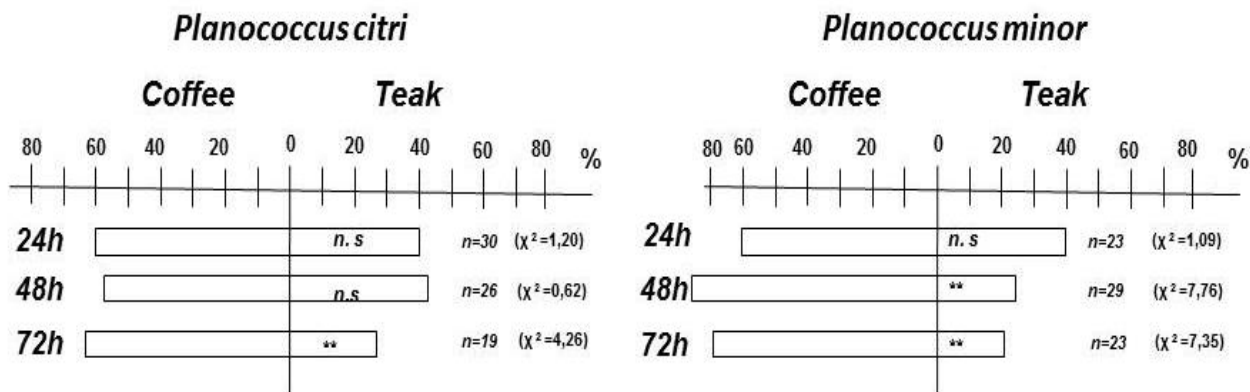 Planococcus citri
Coffee Teak
80 60 40 20 0 20 40 60 80 %
24h n. s n=30 (χ²=1,20)
48h n.s n=26 (χ²=0,62)
72h ** n=19 (χ²=4,26)
Planococcus minor
Coffee Teak
80 60 40 20 0 20 40 60 80 %
24h n. s n=23 (χ²=1,09)
48h ** n=29 (χ²=7,76)
72h ** n=23 (χ²=7,35)